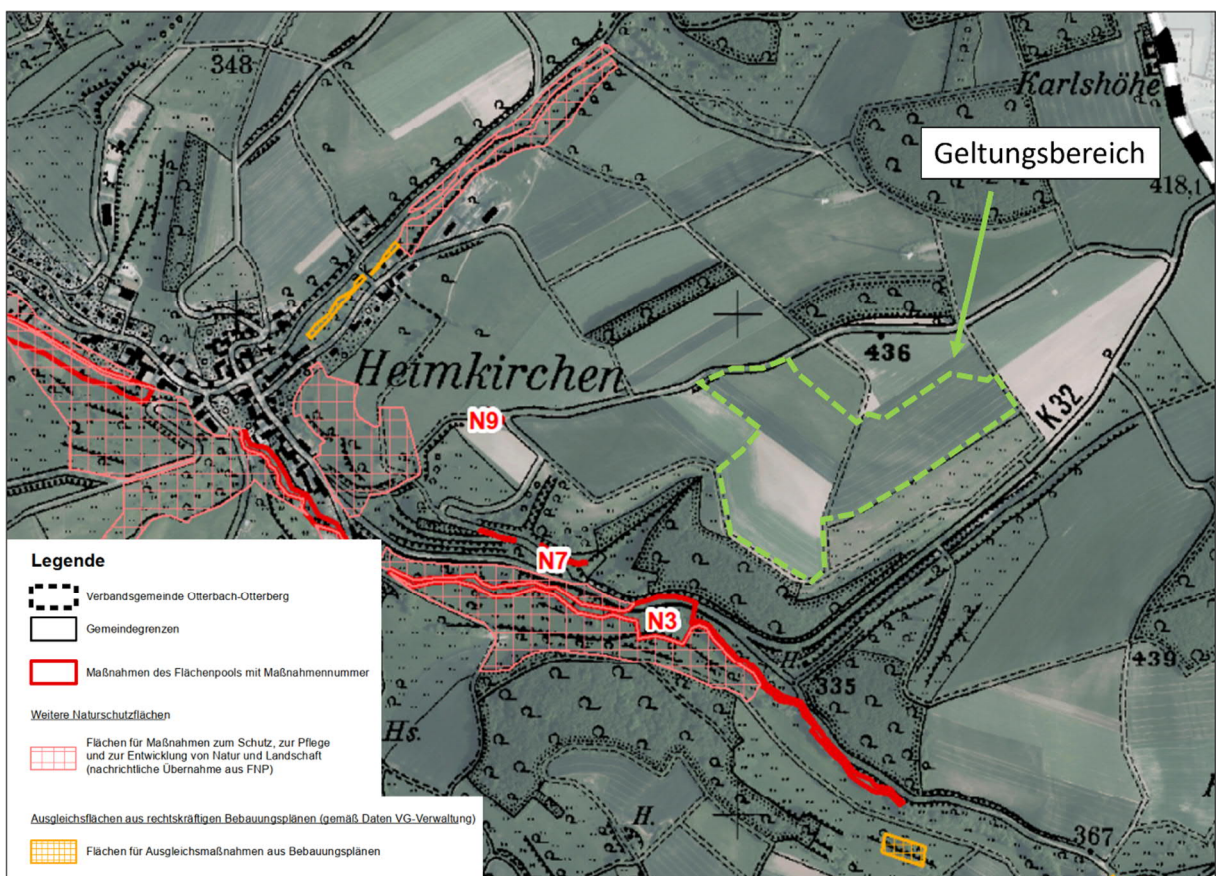 348
Karlshöhe
Geltungsbereich
418,1
436
Heimkirchen
K 32
N9
N7
N3
H.
335
439
Hs.
H.
367
Legende
Verbandsgemeinde Otterbach-Otterberg
Gemeindegrenzen
Maßnahmen des Flächenpools mit Maßnahmennummer
Weitere Naturschutzflächen
Flächen für Maßnahmen zum Schutz, zur Pflege
und zur Entwicklung von Natur und Landschaft
(nachrichtliche Übernahme aus FNP)
Ausgleichsflächen aus rechtskräftigen Bebauungsplänen (gemäß Daten VG-Verwaltung)
Flächen für Ausgleichsmaßnahmen aus Bebauungsplänen